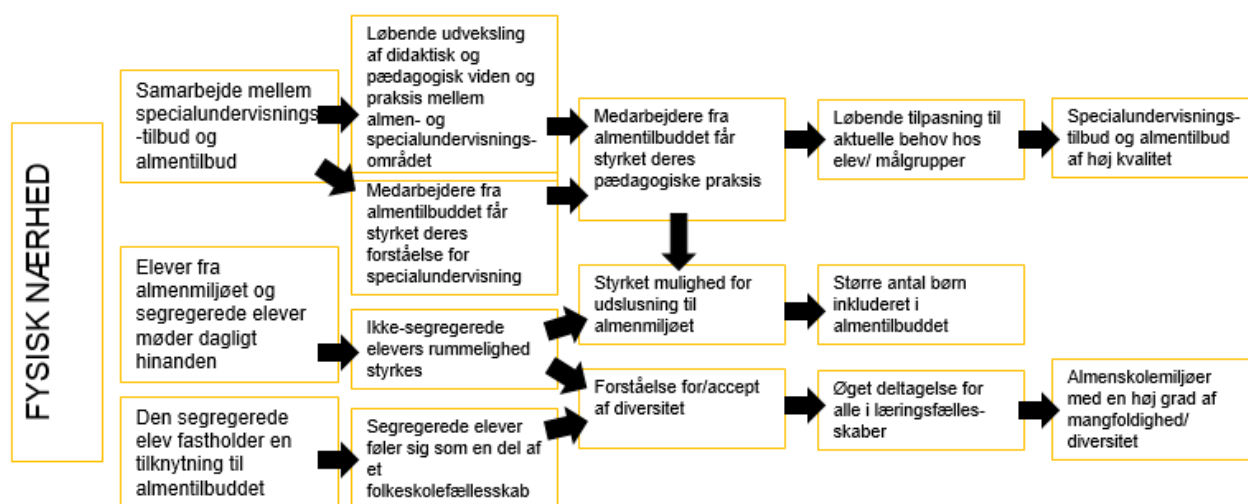 FYSISK NÆRHED
Samarbejde mellem
specialundervisnings
-tilbud og
almentilbud
Løbende udveksling
af didaktisk og
pædagogisk viden og
praksis mellem
almen- og
specialundervisnings-
området
Medarbejdere fra
almentilbuddet får
styrket deres
forståelse for
specialundervisning
Medarbejdere fra
almentilbuddet får
styrket deres
pædagogiske praksis
Løbende tilpasning til
aktuelle behov hos
elev/ målgrupper
Specialundervisnings-
tilbud og almentilbud
af høj kvalitet
Elever fra
almenmiljøet og
segregerede elever
møder dagligt
hinanden
Ikke-segregerede
elevers rummelighed
styrkes
Styrket mulighed for
udslusning til
almenmiljøet
Større antal børn
inkluderet i
almentilbuddet
Den segregerede
elev fastholder en
tilknytning til
almentilbuddet
Segregerede elever
føler sig som en del af
et
folkeskolefællesskab
Forståelse for/accept
af diversitet
Øget deltagelse for
alle i læringsfælles-
skaber
Almenskolemiljøer
med en høj grad af
mangfoldighed/
diversitet